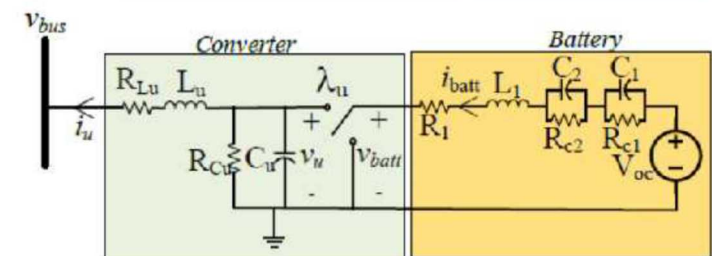 v_bus
Converter
Battery
R_Lu L_u λ_u i_batt L_1 C_2 C_1
i_u + + R_1 R_c2 R_c1 +
R_Cu C_u v_u v_batt V_oc -
- -